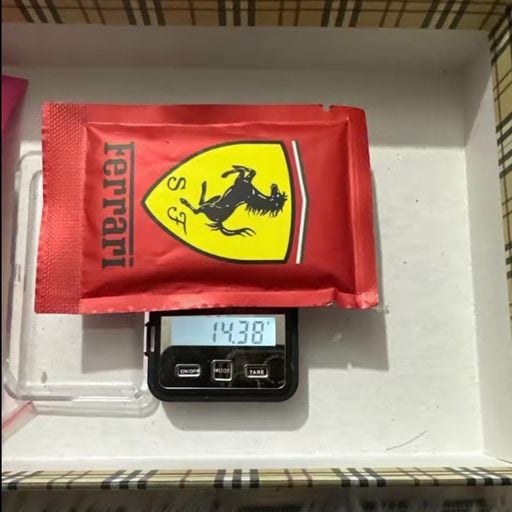 Ferrari
S F
14.38
ON/OFF
MODE
TARE